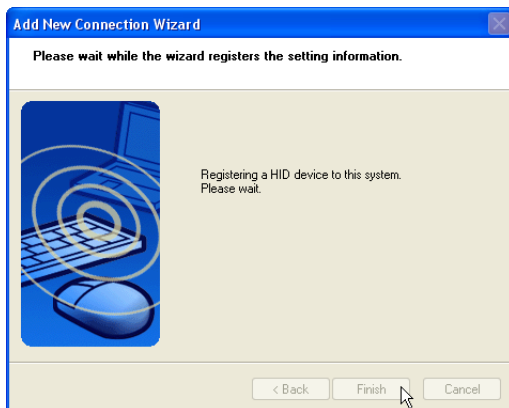 Add New Connection Wizard
Please wait while the wizard registers the setting information.
Registering a HID device to this system.
Please wait.
< Back
Finish
Cancel